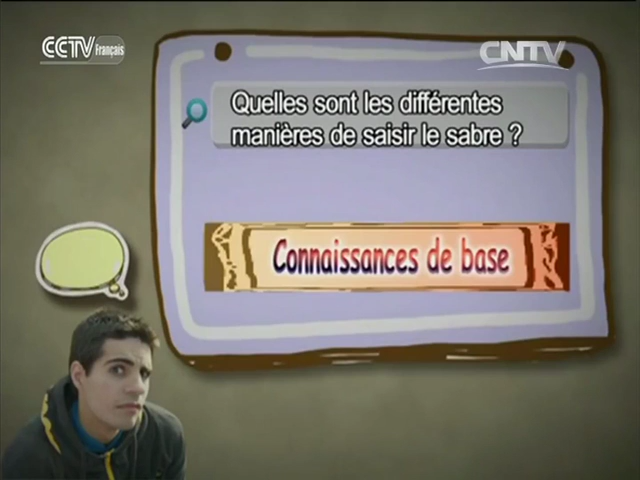 CCTV Français
CNTV
Quelles sont les différentes
manières de saisir le sabre ?
Connaissances de base